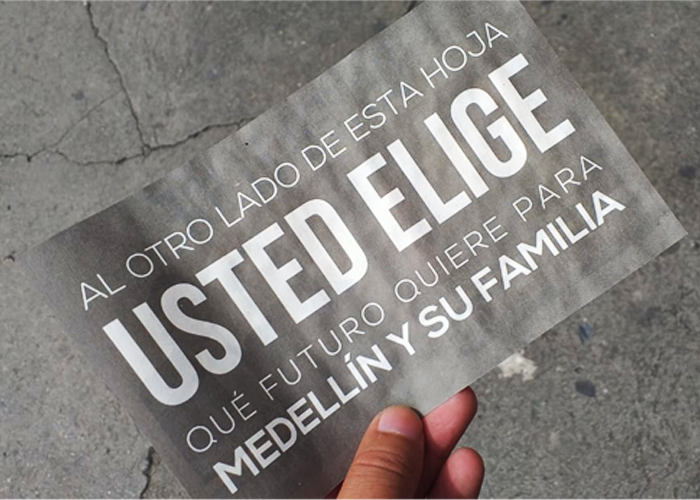 AL OTRO LADO DE ESTA HOJA
USTED ELIGE
QUÉ FUTURO QUIERE PARA
MEDELLÍN Y SU FAMILIA